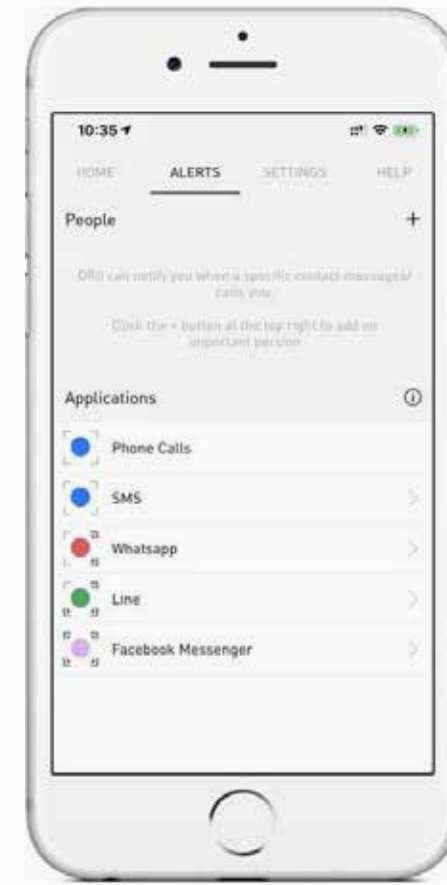 10:35
HOME ALERTS SETTINGS HELP
People +
can notify you when a specific contact messages/
calls you.
Click the + button at the top right to add an
important person
Applications
Phone Calls
SMS
Whatsapp
Line
Facebook Messenger